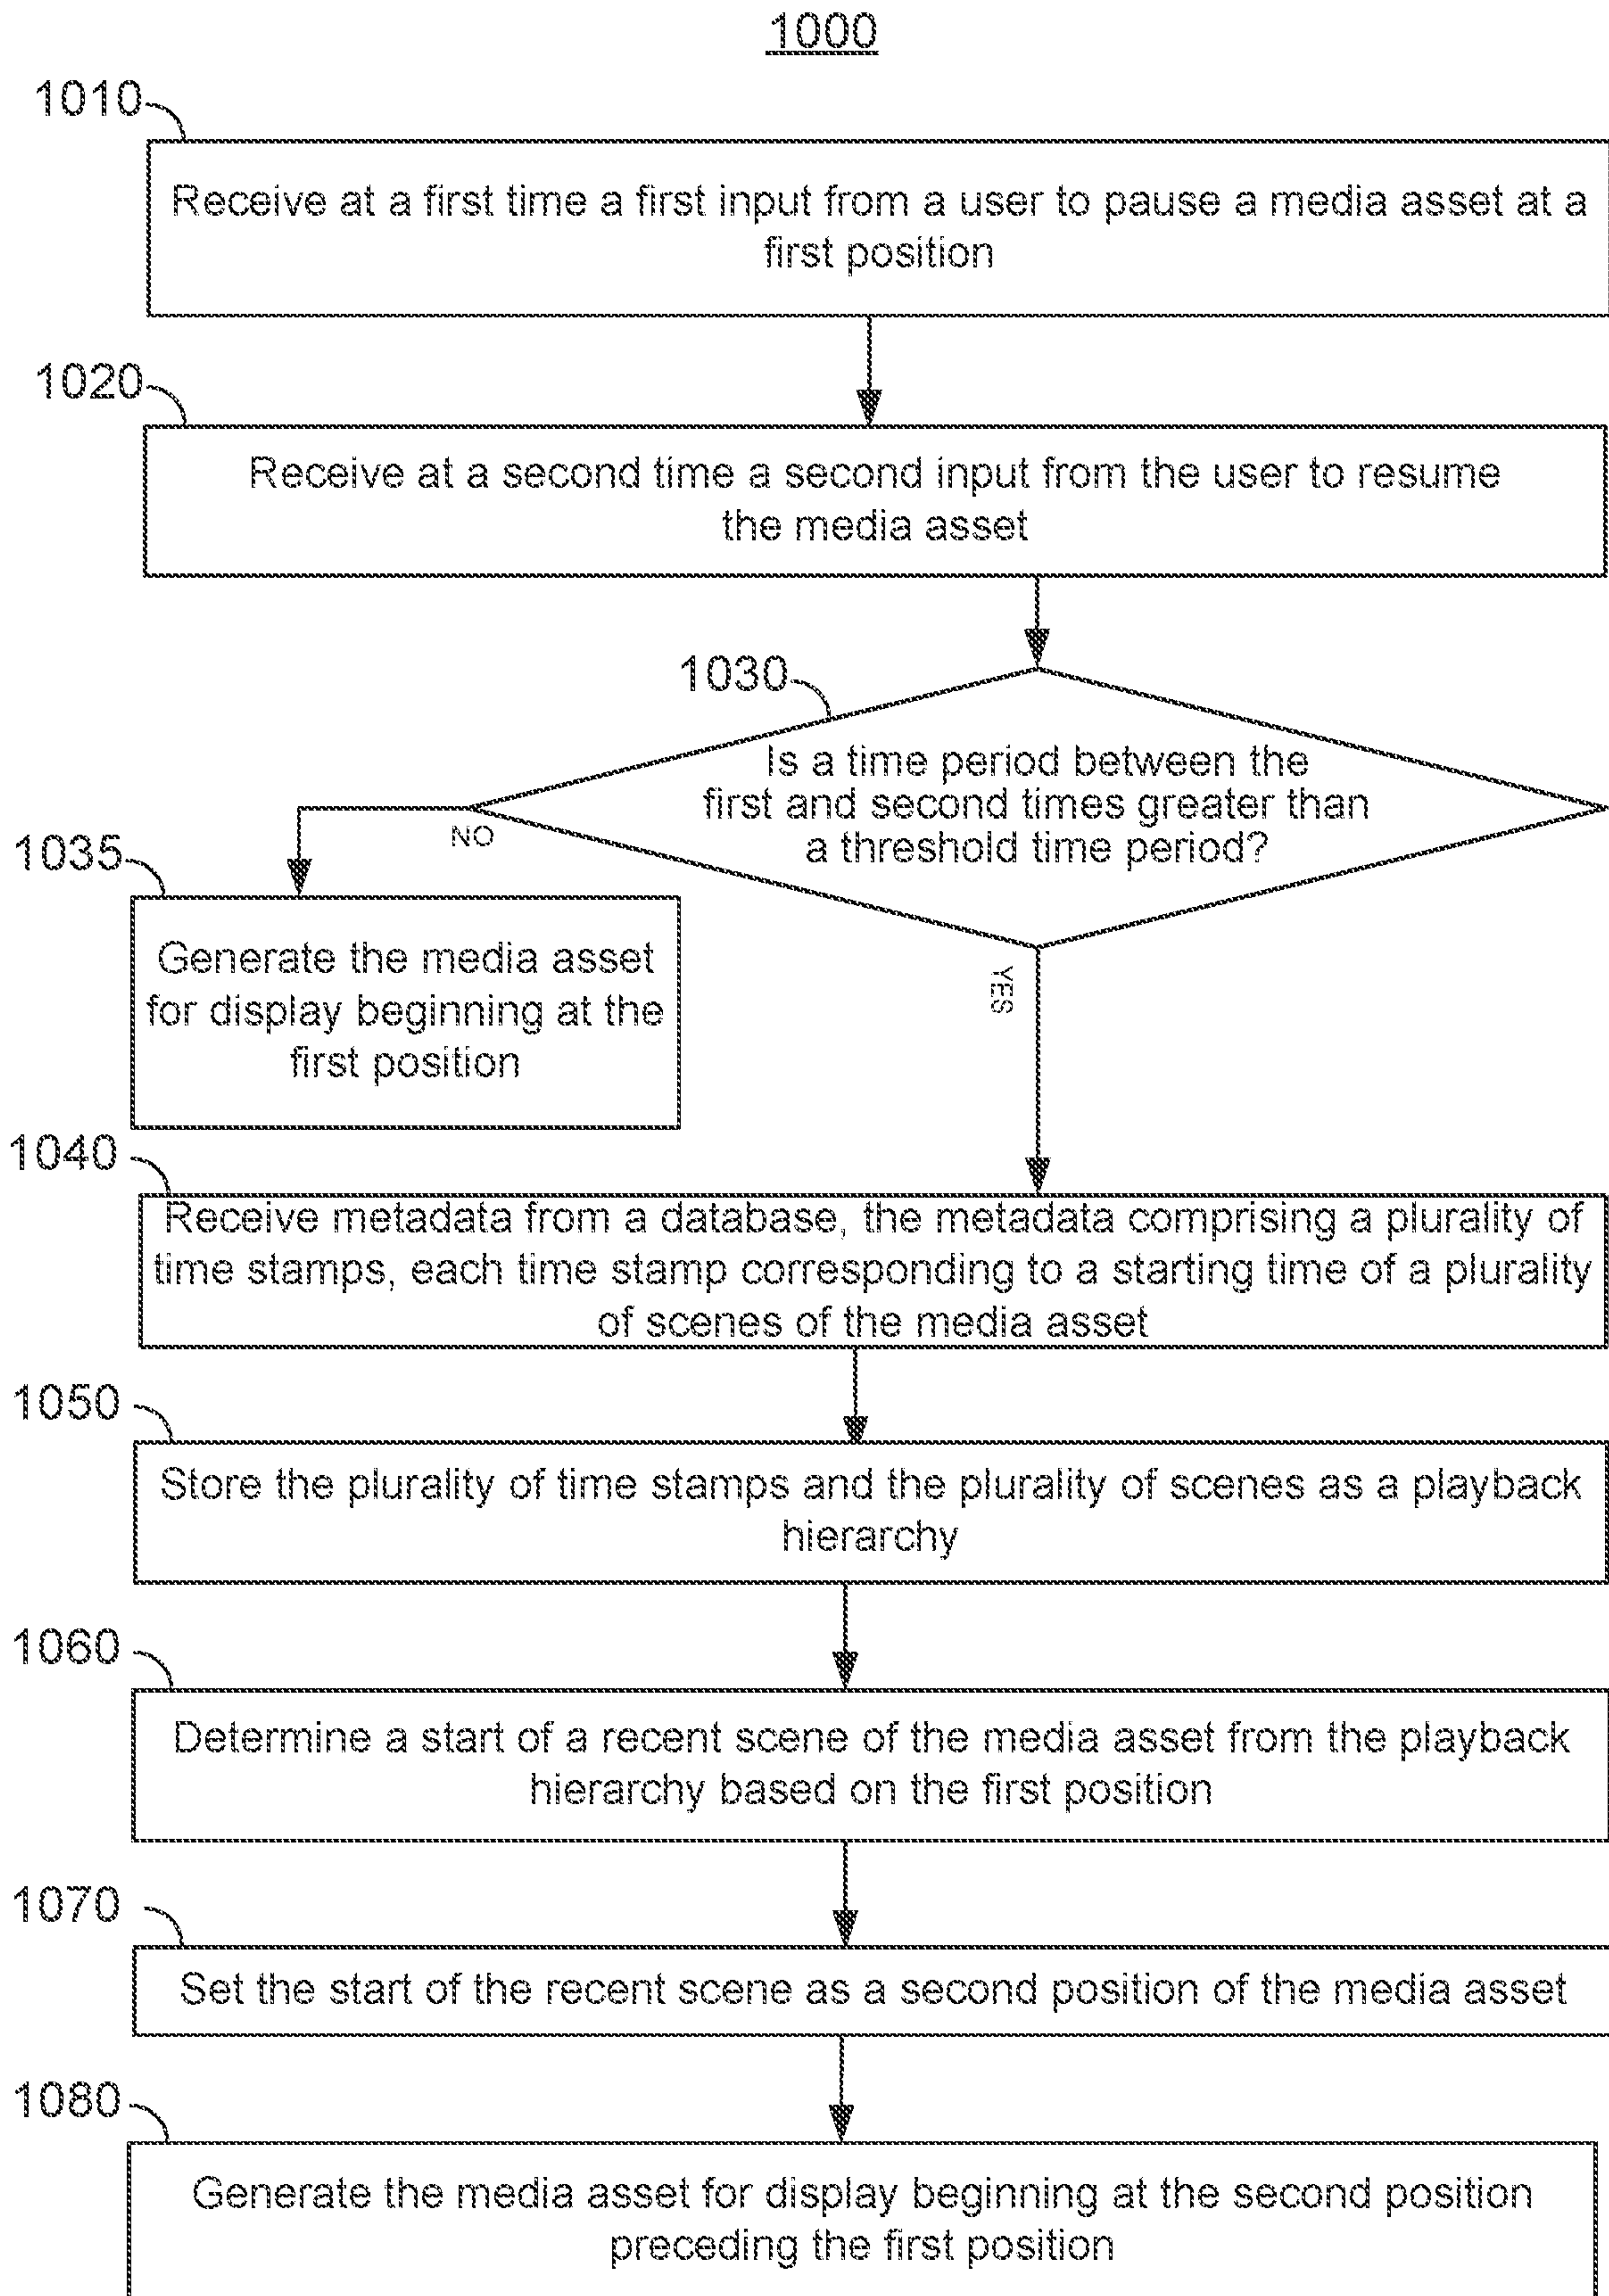 1000
1010
Receive at a first time a first input from a user to pause a media asset at a
first position
1020
Receive at a second time a second input from the user to resume
the media asset
1030
Is a time period between the
first and second times greater than
a threshold time period?
NO
1035
Generate the media asset
for display beginning at the
first position
YES
1040
Receive metadata from a database, the metadata comprising a plurality of
time stamps, each time stamp corresponding to a starting time of a plurality
of scenes of the media asset
1050
Store the plurality of time stamps and the plurality of scenes as a playback
hierarchy
1060
Determine a start of a recent scene of the media asset from the playback
hierarchy based on the first position
1070
Set the start of the recent scene as a second position of the media asset
1080
Generate the media asset for display beginning at the second position
preceding the first position